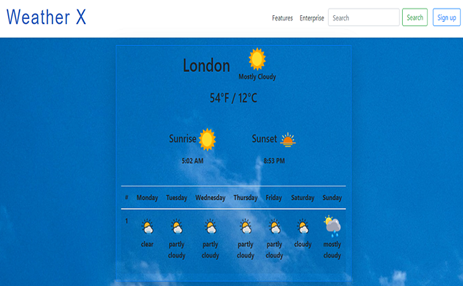 Weather X
Features Enterprise Search Search Sign up
London
Mostly Cloudy
54°F / 12°C
Sunrise Sunset
5:02 AM 8:53 PM
# Monday Tuesday Wednesday Thursday Friday Saturday Sunday
1
clear partly cloudy partly cloudy partly cloudy partly cloudy cloudy mostly cloudy